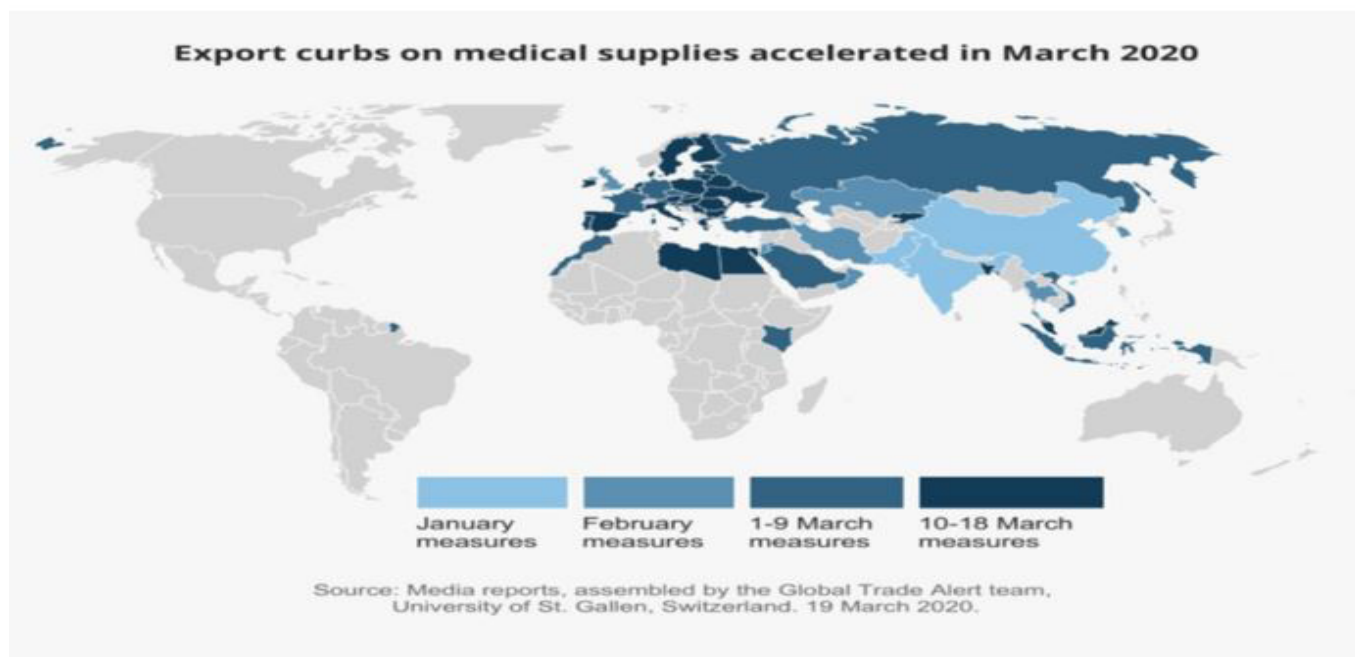 Export curbs on medical supplies accelerated in March 2020
January
measures
February
measures
1-9 March
measures
10-18 March
measures
Source: Media reports, assembled by the Global Trade Alert team,
University of St. Gallen, Switzerland. 19 March 2020.